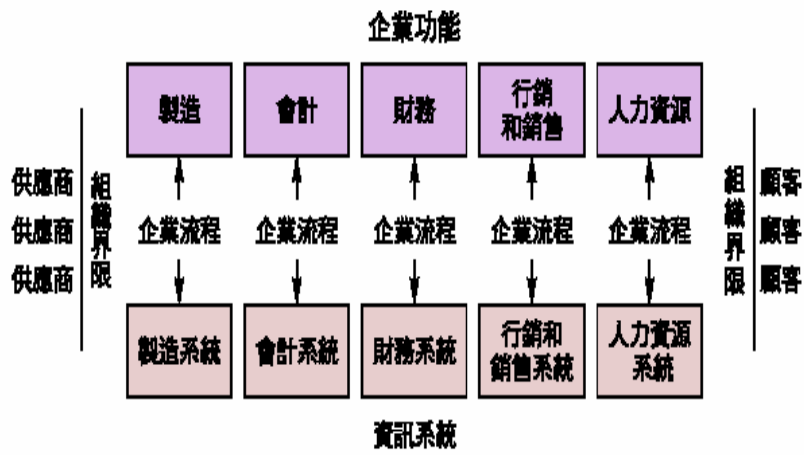 企業功能
製造
會計
財務
行銷
和銷售
人力資源
供應商
供應商
供應商
組織界限
企業流程
企業流程
企業流程
企業流程
企業流程
組織界限
顧客
顧客
顧客
製造系統
會計系統
財務系統
行銷和
銷售系統
人力資源
系統
資訊系統